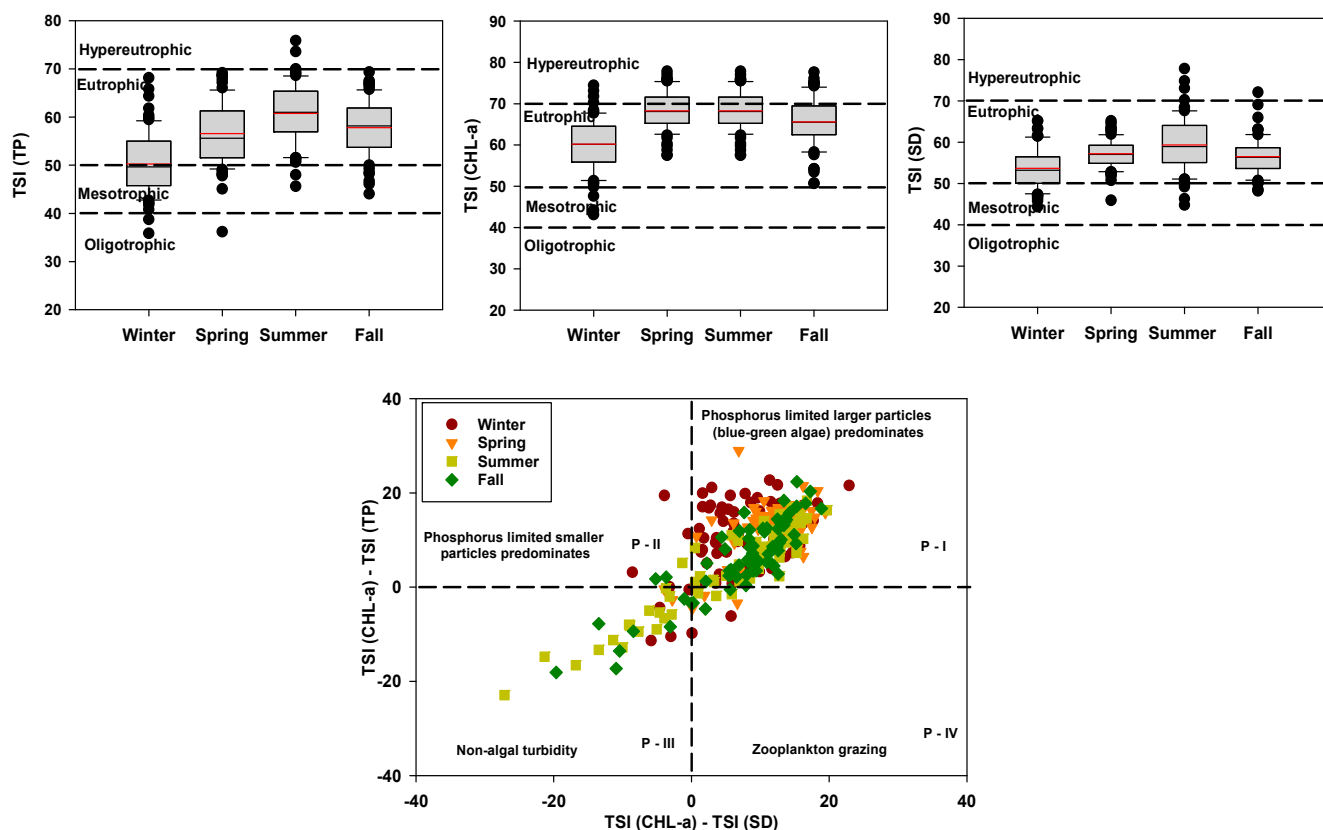 80
70
60
50
40
30
20
TSI (TP)
Hypereutrophic
Eutrophic
Mesotrophic
Oligotrophic
Winter Spring Summer Fall
90
80
70
60
50
40
30
20
TSI (CHL-a)
Hypereutrophic
Eutrophic
Mesotrophic
Oligotrophic
Winter Spring Summer Fall
90
80
70
60
50
40
30
20
TSI (SD)
Hypereutrophic
Eutrophic
Mesotrophic
Oligotrophic
Winter Spring Summer Fall
40
20
0
-20
-40
TSI (CHL-a) - TSI (TP)
Winter
Spring
Summer
Fall
Phosphorus limited larger particles
(blue-green algae) predominates
Phosphorus limited smaller
particles predominates
P - II
P - I
Non-algal turbidity
P - III
Zooplankton grazing
P - IV
-40 -20 0 20 40
TSI (CHL-a) - TSI (SD)